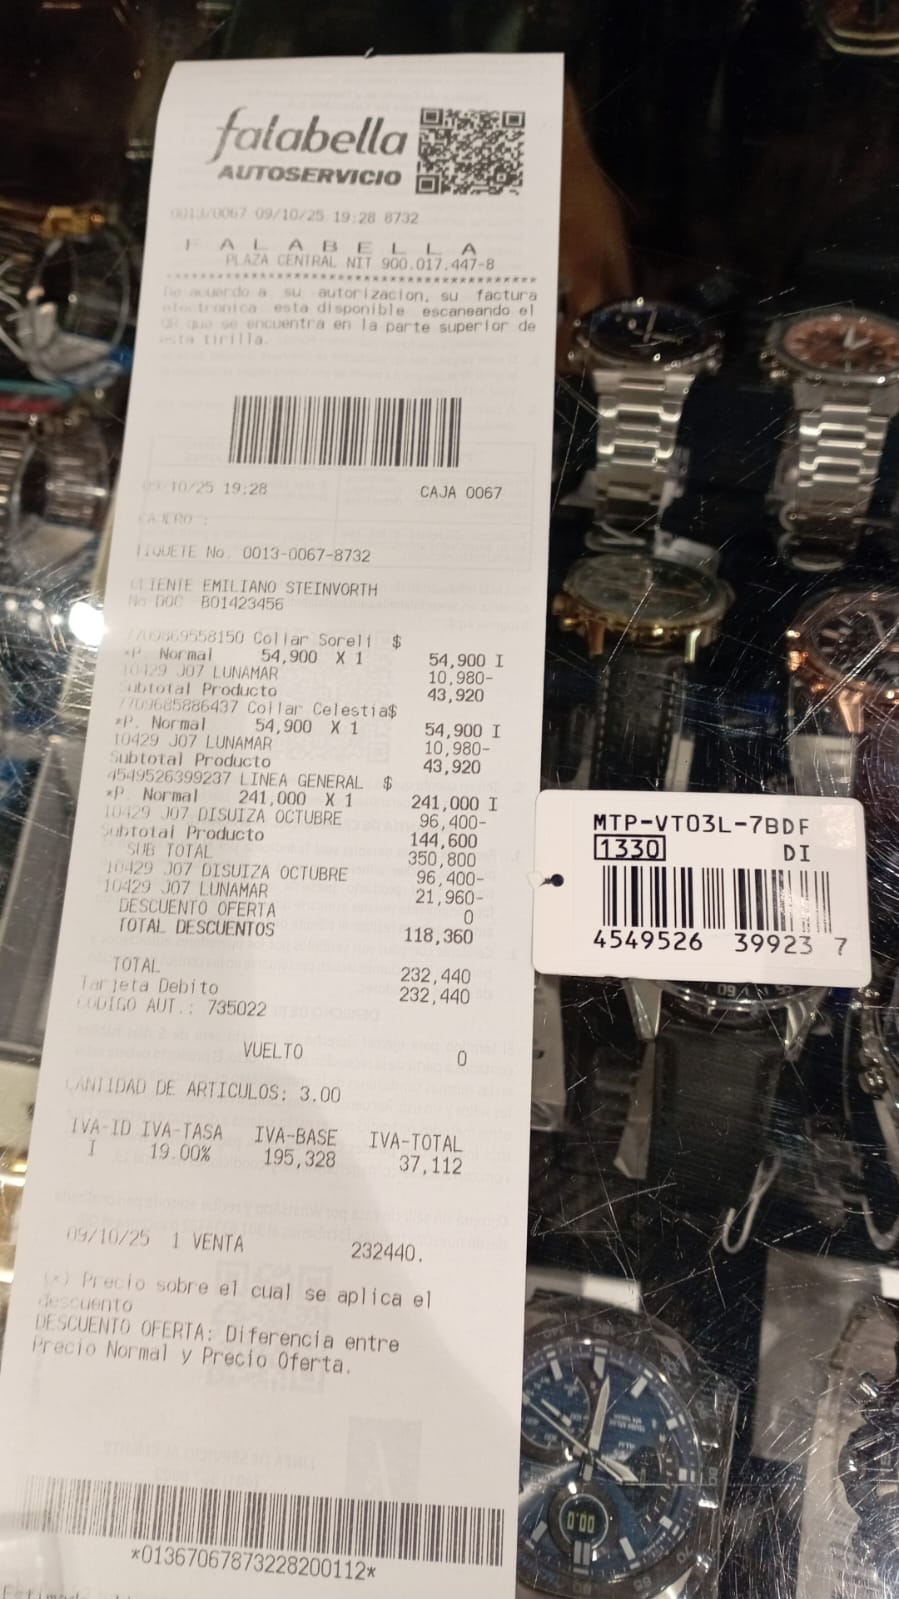 falabella
AUTOSERVICIO
0013/0067 09/10/25 19:28 8732
F A L A B E L L A
PLAZA CENTRAL NIT 900.017.447-8
De acuerdo a su autorizacion, su factura
electronica esta disponible escaneando el
QR que se encuentra en la parte superior de
esta tirilla.
09/10/25 19:28 CAJA 0067
CAJERO :
TIQUETE No. 0013-0067-8732
CLIENTE EMILIANO STEINVORTH
No DOC B01423456
7709869558150 Collar Soreli $
*P. Normal 54,900 X 1 54,900 I
10429 J07 LUNAMAR 10,980-
Subtotal Producto 43,920
7709685886437 Collar Celestia$
*P. Normal 54,900 X 1 54,900 I
10429 J07 LUNAMAR 10,980-
Subtotal Producto 43,920
4549526399237 LINEA GENERAL $
*P. Normal 241,000 X 1 241,000 I
10429 J07 DISUIZA OCTUBRE 96,400-
Subtotal Producto 144,600
SUB TOTAL 350,800
10429 J07 DISUIZA OCTUBRE 96,400-
10429 J07 LUNAMAR 21,960-
DESCUENTO OFERTA 0
TOTAL DESCUENTOS 118,360
TOTAL 232,440
Tarjeta Debito 232,440
CODIGO AUT.: 735022
VUELTO 0
CANTIDAD DE ARTICULOS: 3.00
IVA-ID IVA-TASA IVA-BASE IVA-TOTAL
I 19.00% 195,328 37,112
09/10/25 1 VENTA 232440.
(*) Precio sobre el cual se aplica el
descuento
DESCUENTO OFERTA: Diferencia entre
Precio Normal y Precio Oferta.
*01367067873228200112*
MTP-VT03L-7BDF
1330 DI
4549526 39923 7